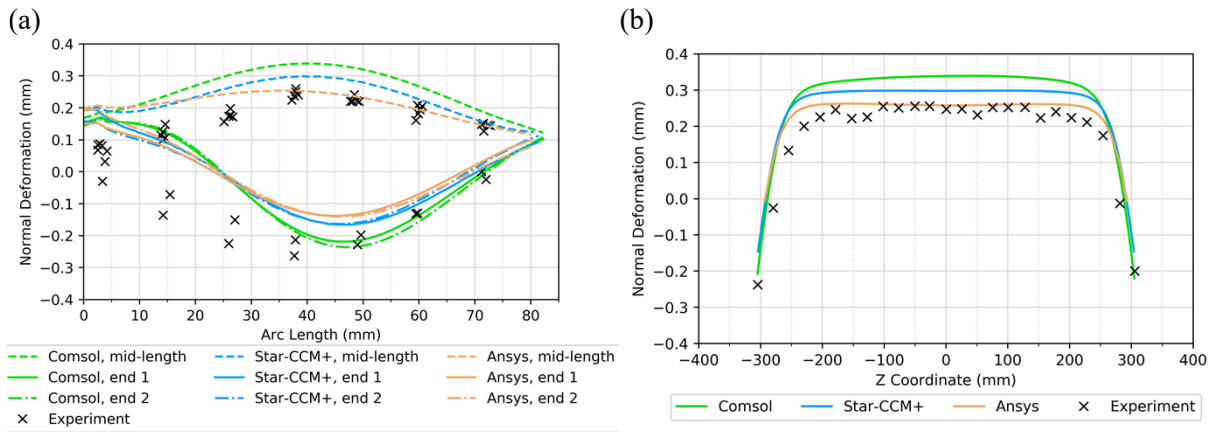 (a)
(b)
0.4
0.3
0.2
0.1
0.0
−0.1
−0.2
−0.3
−0.4
Normal Deformation (mm)
0 10 20 30 40 50 60 70 80
Arc Length (mm)
Comsol, mid-length Star-CCM+, mid-length Ansys, mid-length
Comsol, end 1 Star-CCM+, end 1 Ansys, end 1
Comsol, end 2 Star-CCM+, end 2 Ansys, end 2
Experiment
0.4
0.3
0.2
0.1
0.0
−0.1
−0.2
−0.3
−0.4
Normal Deformation (mm)
−400 −300 −200 −100 0 100 200 300 400
Z Coordinate (mm)
Comsol Star-CCM+ Ansys Experiment